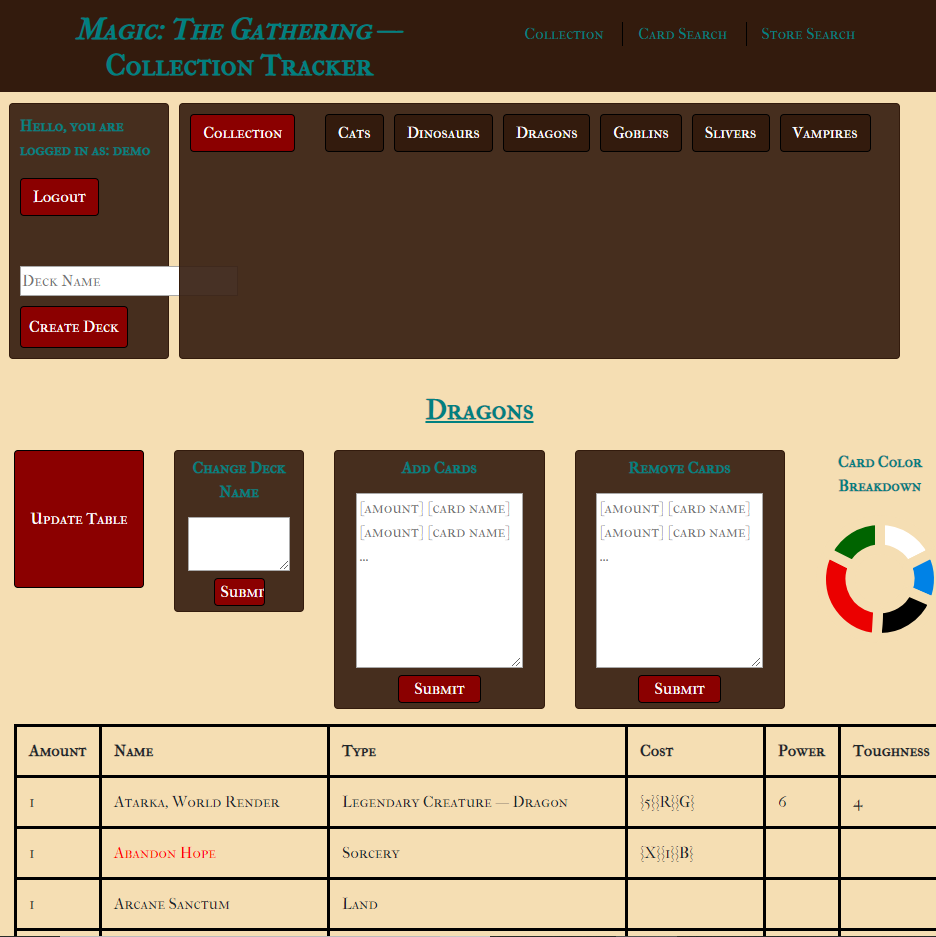 Magic: The Gathering —
Collection Tracker
Collection
Card Search
Store Search
Hello, you are
logged in as: demo
Logout
Deck Name
Create Deck
Collection
Cats
Dinosaurs
Dragons
Goblins
Slivers
Vampires
Dragons
Update Table
Change Deck
Name
Submit
Add Cards
[amount] [card name]
[amount] [card name]
...
Submit
Remove Cards
[amount] [card name]
[amount] [card name]
...
Submit
Card Color
Breakdown
Amount Name Type Cost Power Toughness
1 Atarka, World Render Legendary Creature — Dragon {5}{R}{G} 6 4
1 Abandon Hope Sorcery {X}{1}{B}
1 Arcane Sanctum Land